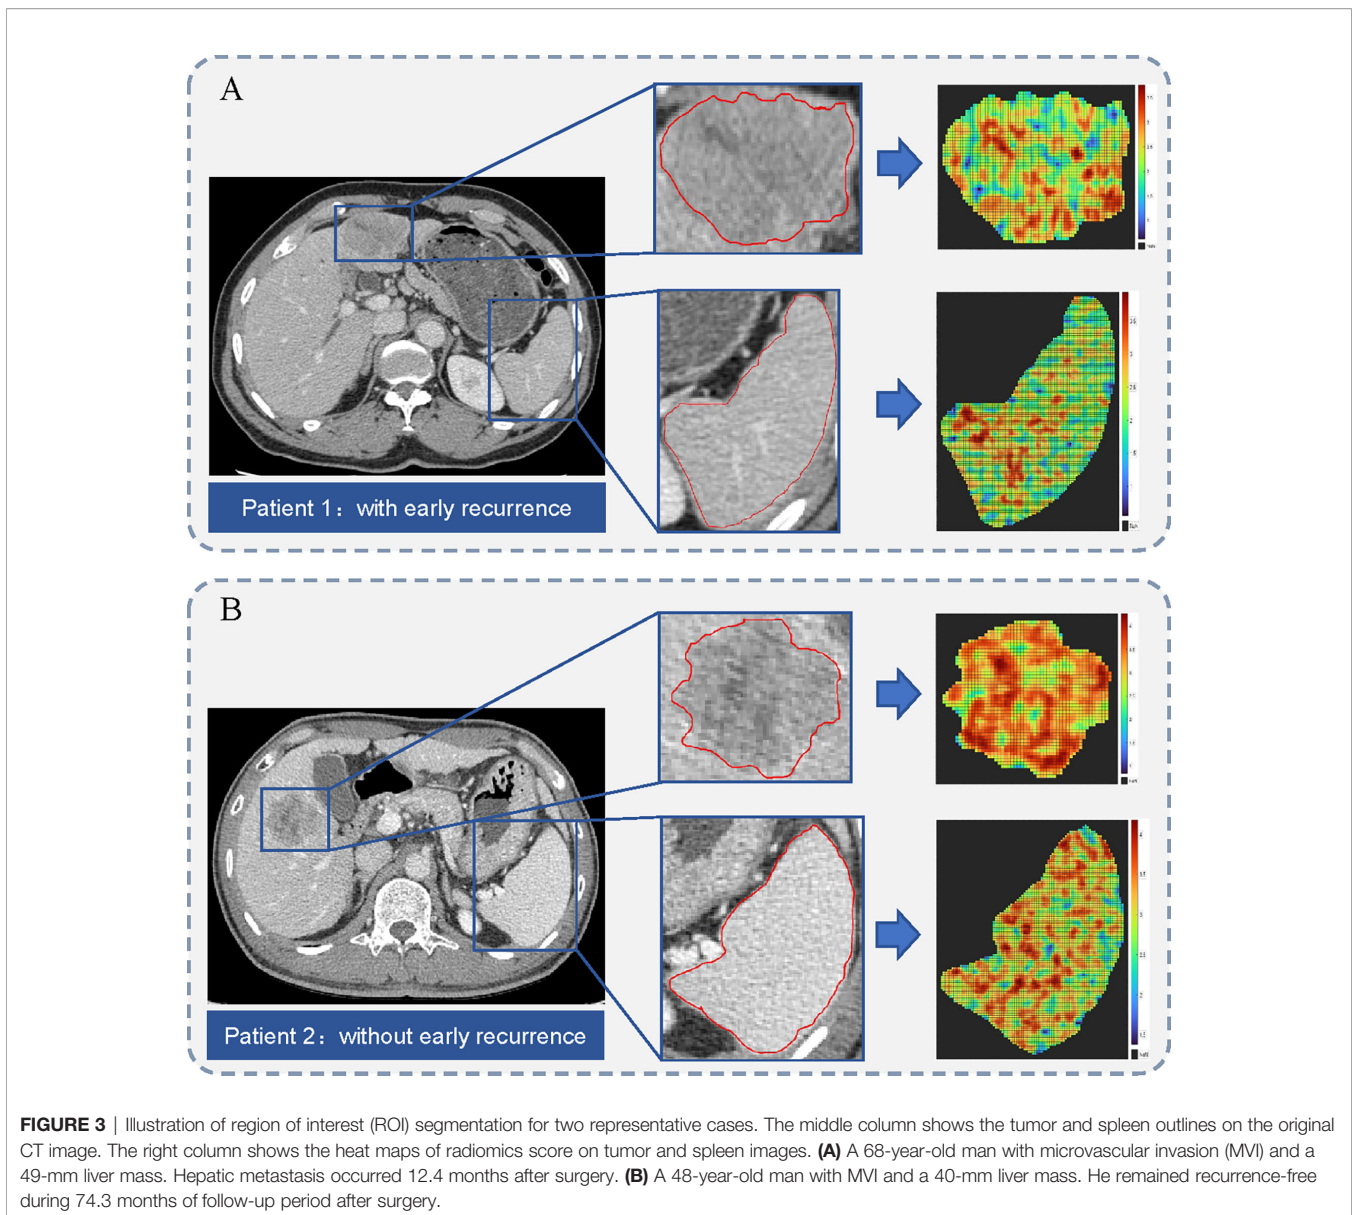 A
Patient 1：with early recurrence
B
Patient 2：without early recurrence
FIGURE 3 | Illustration of region of interest (ROI) segmentation for two representative cases. The middle column shows the tumor and spleen outlines on the original
CT image. The right column shows the heat maps of radiomics score on tumor and spleen images. (A) A 68-year-old man with microvascular invasion (MVI) and a
49-mm liver mass. Hepatic metastasis occurred 12.4 months after surgery. (B) A 48-year-old man with MVI and a 40-mm liver mass. He remained recurrence-free
during 74.3 months of follow-up period after surgery.